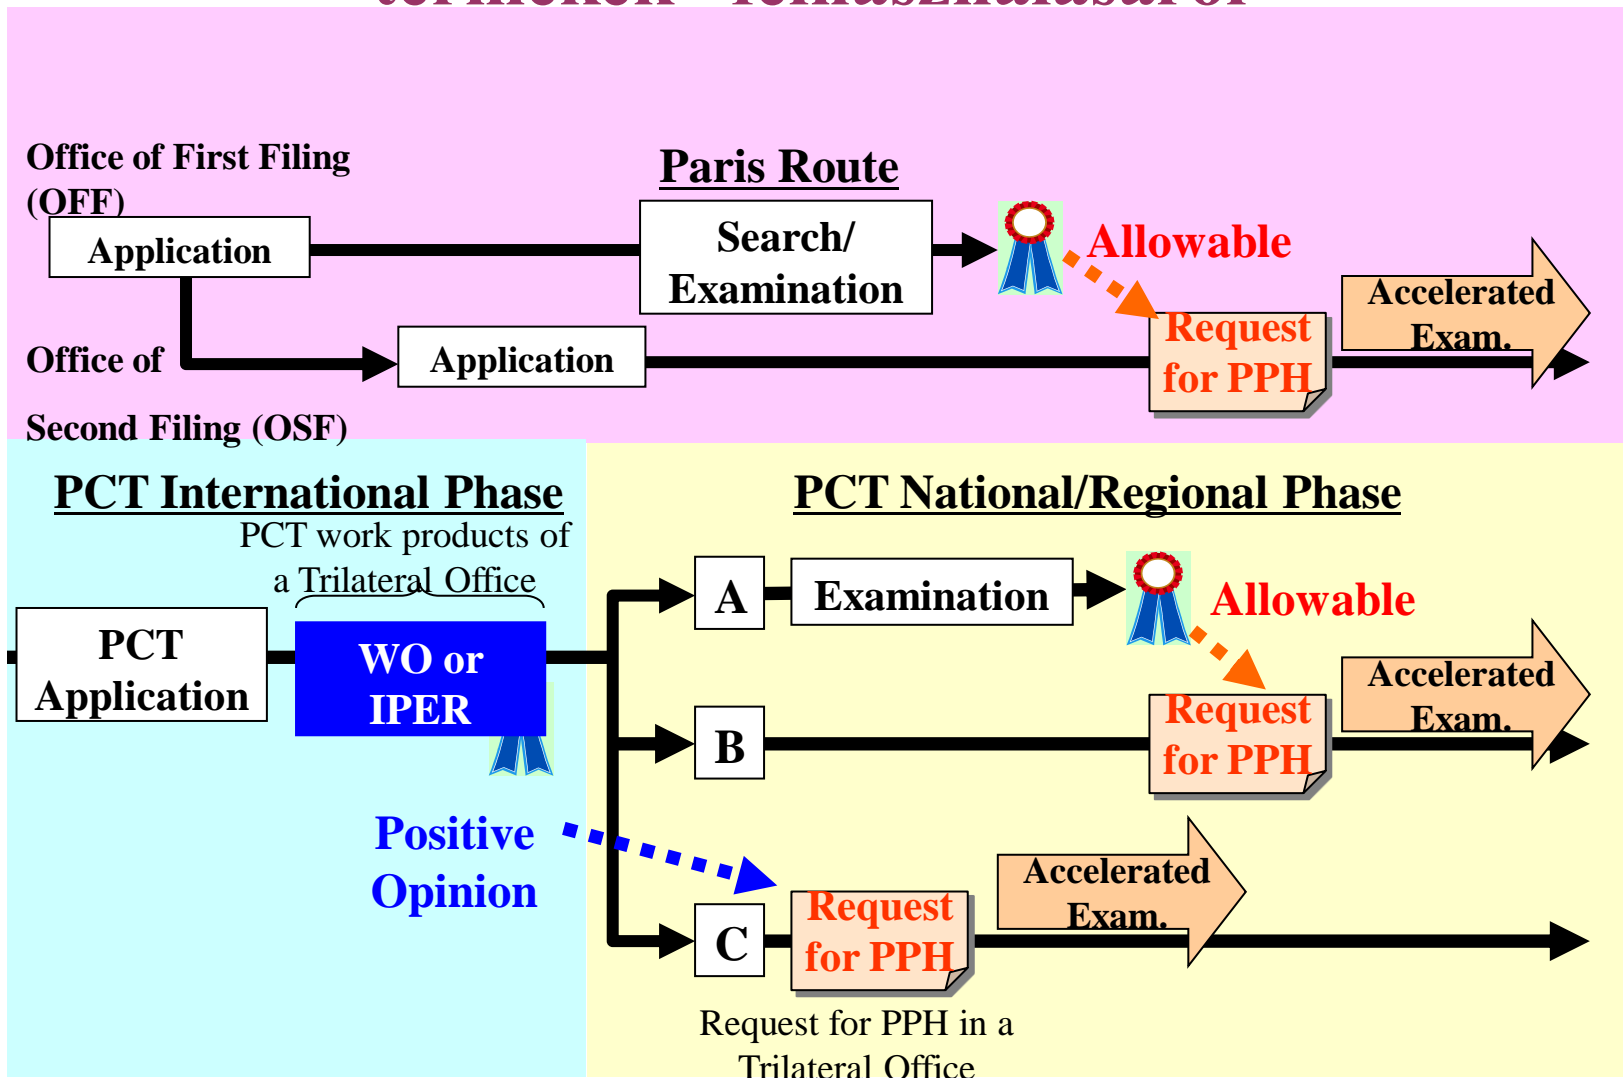 Office of First Filing
(OFF)
Paris Route
Application
Search/
Examination
Allowable
Accelerated
Exam.
Request
for PPH
Office of
Application
Second Filing (OSF)
PCT International Phase
PCT work products of
a Trilateral Office
PCT
Application
WO or
IPER
Positive
Opinion
PCT National/Regional Phase
A
Examination
Allowable
Accelerated
Exam.
B
Request
for PPH
C
Request
for PPH
Accelerated
Exam.
Request for PPH in a
Trilateral Office